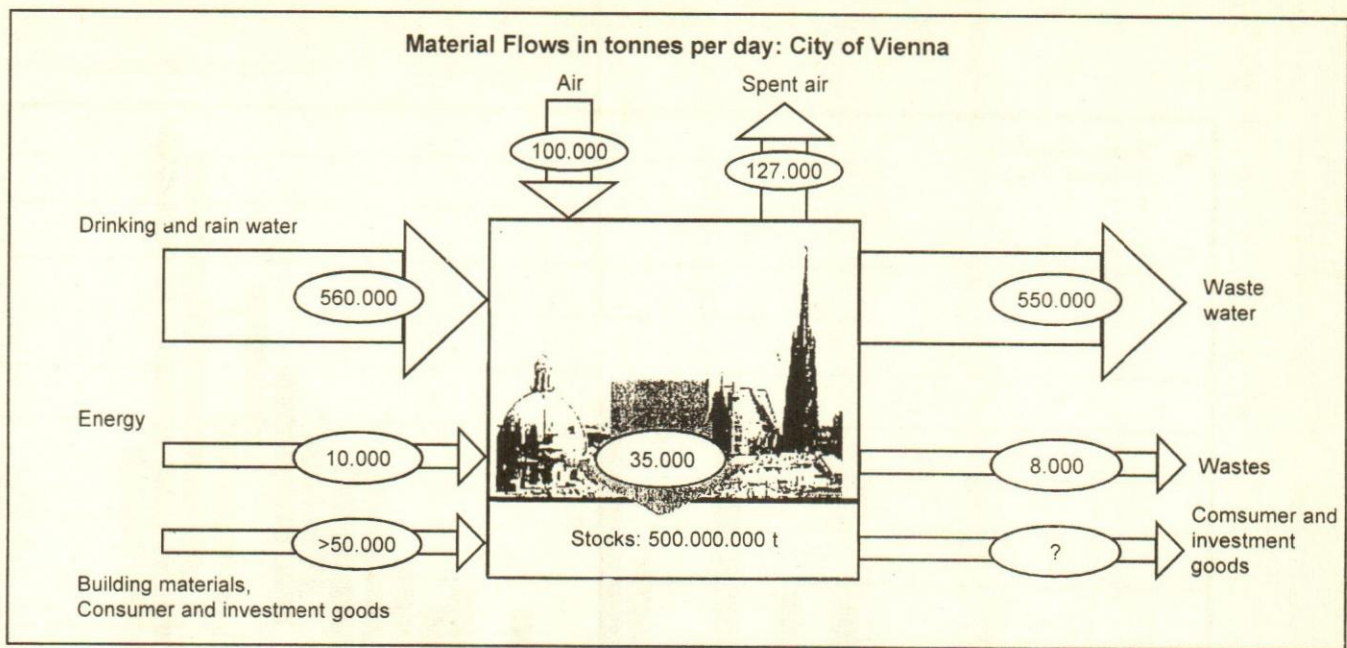 Material Flows in tonnes per day: City of Vienna
Air
Spent air
100.000
127.000
Drinking and rain water
560.000
550.000
Waste
water
Energy
10.000
35.000
8.000
Wastes
>50.000
Stocks: 500.000.000 t
?
Comsumer and
investment
goods
Building materials,
Consumer and investment goods